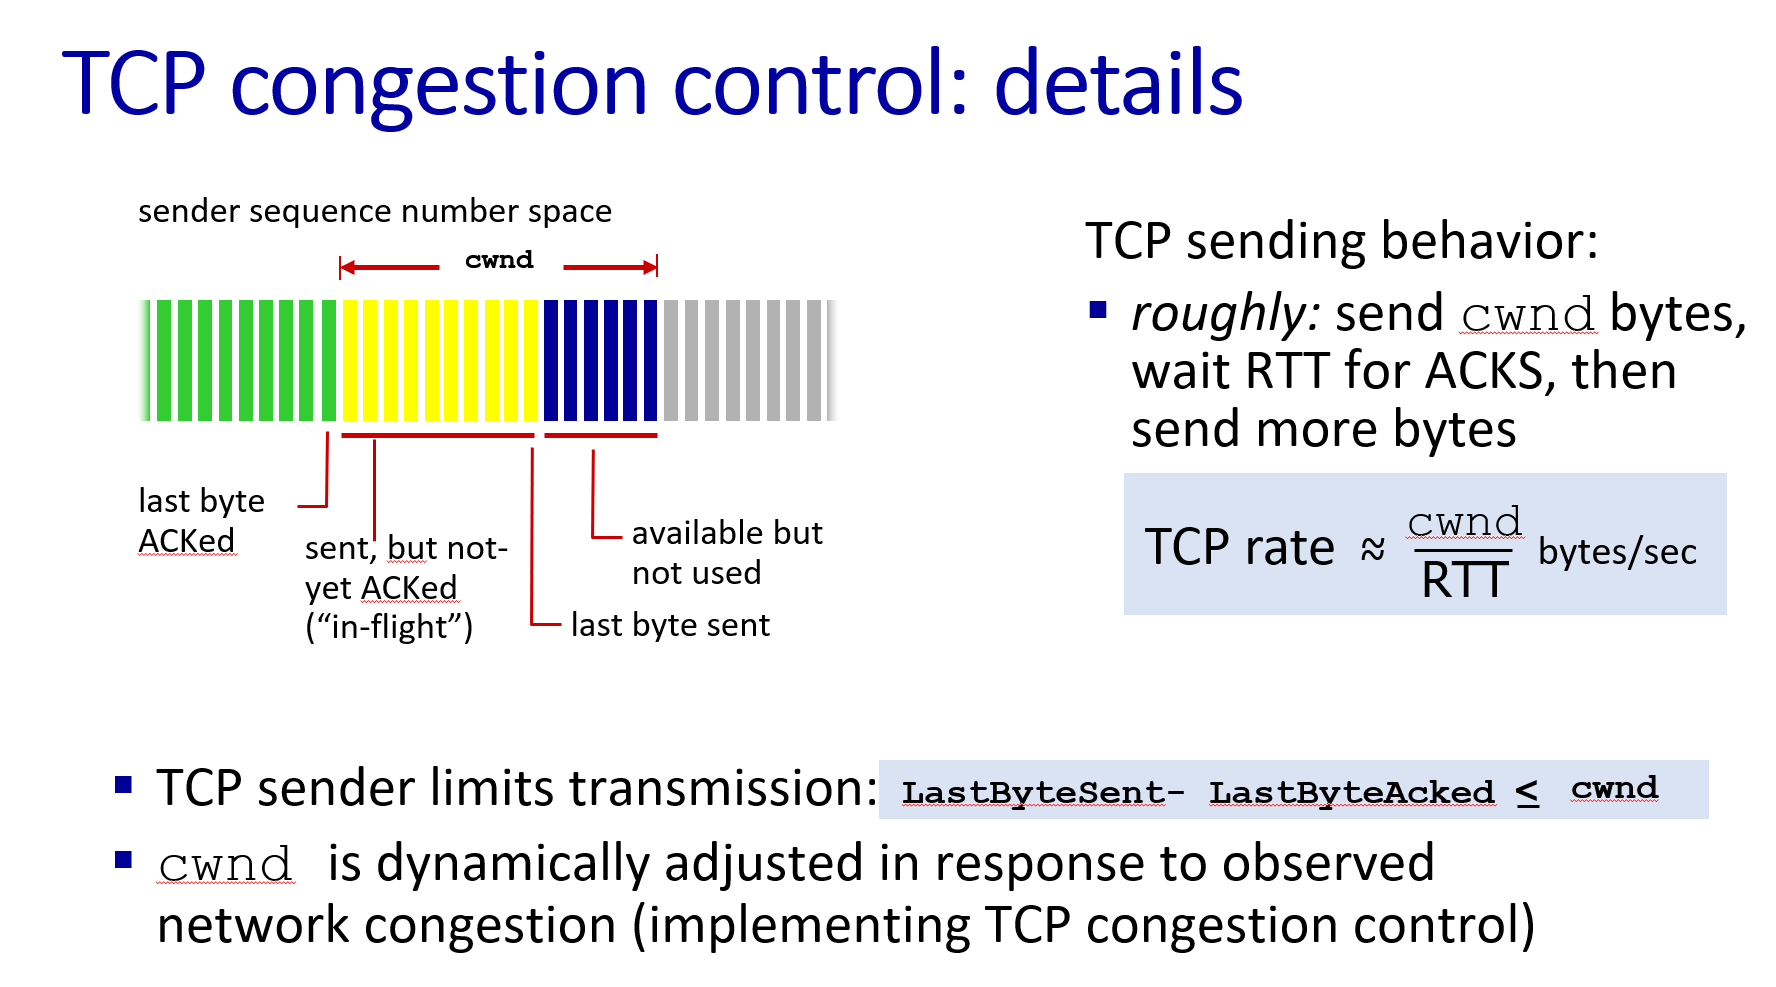 TCP congestion control: details
sender sequence number space
cwnd
last byte
ACKed
sent, but not-
yet ACKed
(“in-flight”)
available but
not used
last byte sent
TCP sending behavior:
▪ roughly: send cwnd bytes,
wait RTT for ACKS, then
send more bytes
TCP rate ≈ cwnd
RTT
bytes/sec
▪ TCP sender limits transmission: LastByteSent- LastByteAcked ≤ cwnd
▪ cwnd is dynamically adjusted in response to observed
network congestion (implementing TCP congestion control)